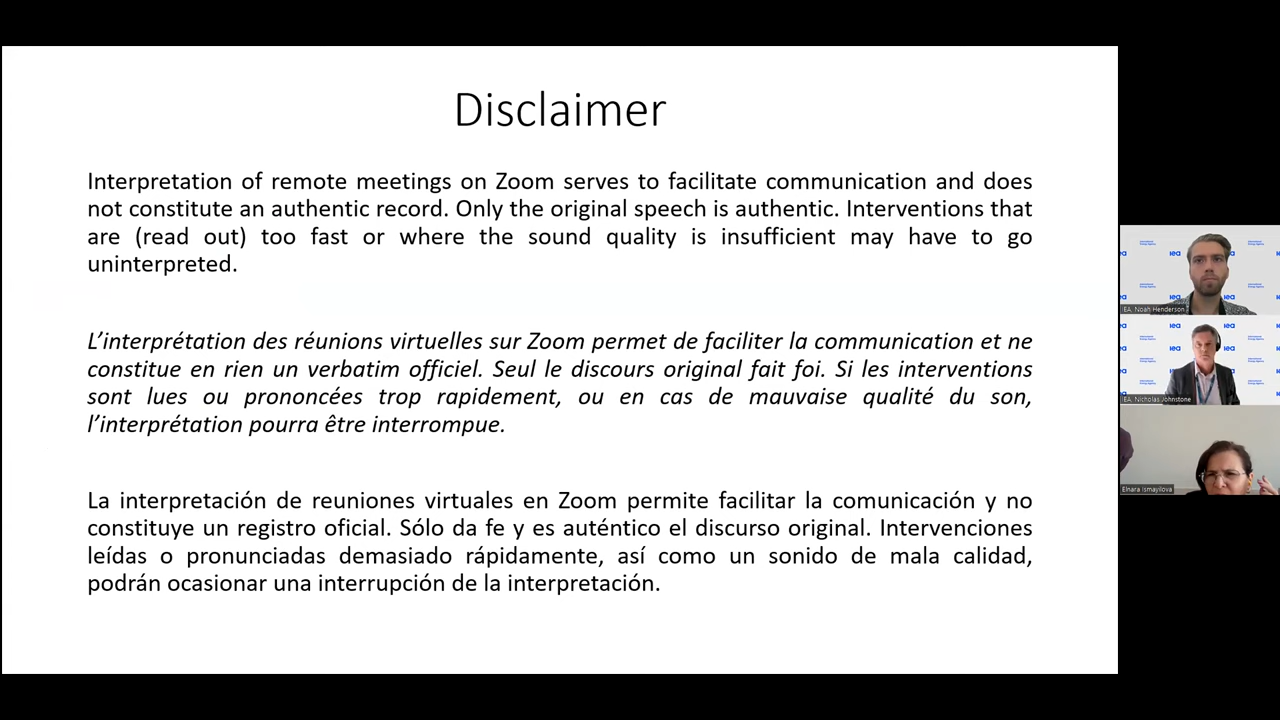 Disclaimer
Interpretation of remote meetings on Zoom serves to facilitate communication and does
not constitute an authentic record. Only the original speech is authentic. Interventions that
are (read out) too fast or where the sound quality is insufficient may have to go
uninterpreted.
L’interprétation des réunions virtuelles sur Zoom permet de faciliter la communication et ne
constitue en rien un verbatim officiel. Seul le discours original fait foi. Si les interventions
sont lues ou prononcées trop rapidement, ou en cas de mauvaise qualité du son,
l’interprétation pourra être interrompue.
La interpretación de reuniones virtuales en Zoom permite facilitar la comunicación y no
constituye un registro oficial. Sólo da fe y es auténtico el discurso original. Intervenciones
leídas o pronunciadas demasiado rápidamente, así como un sonido de mala calidad,
podrán ocasionar una interrupción de la interpretación.
IEA. Noah Henderson
IEA. Nicholas Johnstone
Elnara Ismayilova